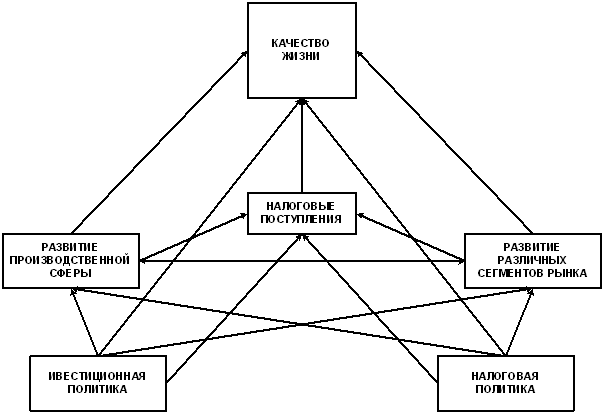 КАЧЕСТВО
ЖИЗНИ
НАЛОГОВЫЕ
ПОСТУПЛЕНИЯ
РАЗВИТИЕ
ПРОИЗВОДСТВЕННОЙ
СФЕРЫ
РАЗВИТИЕ
РАЗЛИЧНЫХ
СЕГМЕНТОВ РЫНКА
ИВЕСТИЦИОННАЯ
ПОЛИТИКА
НАЛОГОВАЯ
ПОЛИТИКА